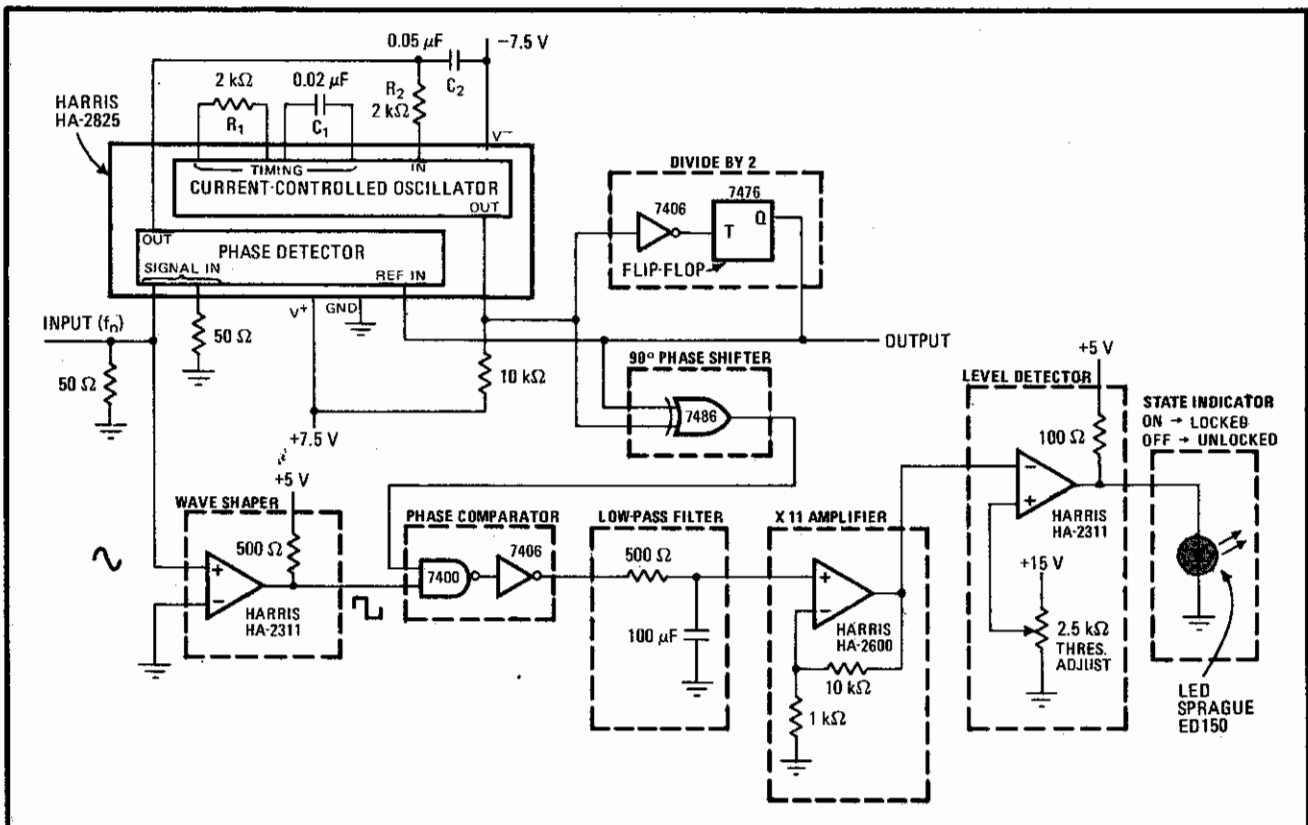 0.05 µF
−7.5 V
C2
2 kΩ
0.02 µF
R2
2 kΩ
HARRIS
HA-2825
R1
C1
V−
TIMING
IN
CURRENT-CONTROLLED OSCILLATOR
OUT
OUT
PHASE DETECTOR
SIGNAL IN
REF IN
V+
GND
DIVIDE BY 2
7406
7476
T
Q
FLIP-FLOP
INPUT (fn)
50 Ω
50 Ω
10 kΩ
+7.5 V
OUTPUT
90° PHASE SHIFTER
7486
+5 V
LEVEL DETECTOR
100 Ω
−
+
HARRIS
HA-2311
+15 V
2.5 kΩ
THRES.
ADJUST
STATE INDICATOR
ON → LOCKED
OFF → UNLOCKED
LED
SPRAGUE
ED150
+5 V
WAVE SHAPER
500 Ω
+
−
HARRIS
HA-2311
PHASE COMPARATOR
7406
7400
LOW-PASS FILTER
500 Ω
100 µF
X 11 AMPLIFIER
+
−
HARRIS
HA-2600
10 kΩ
1 kΩ